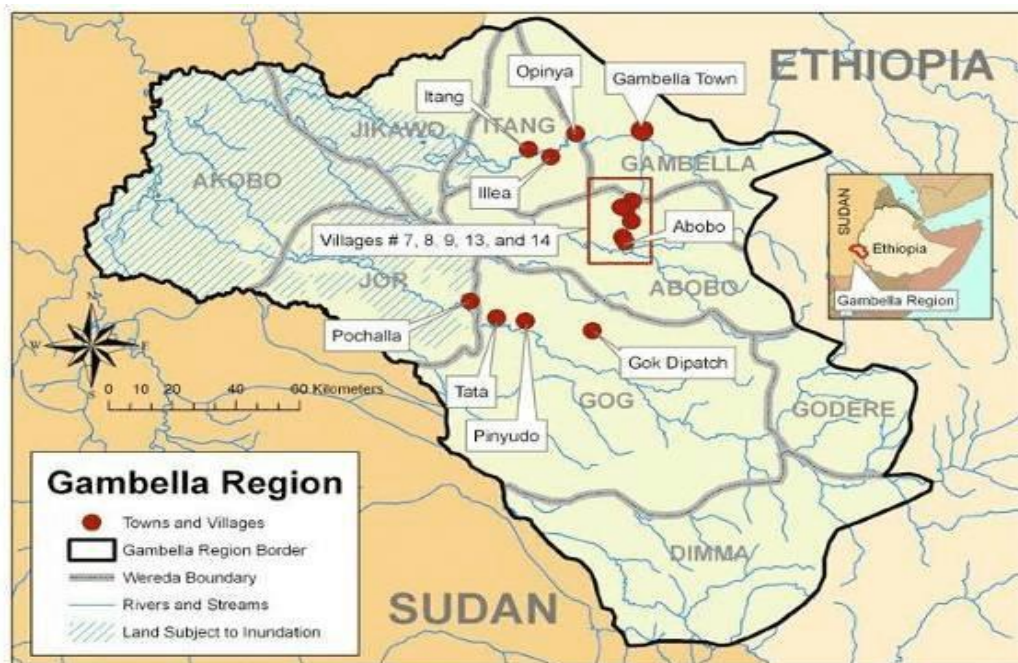 ETHIOPIA
Opinya
Gambella Town
Itang
JIKAWO
ITANG
GAMBELLA
AKOBO
Illea
Villages # 7, 8, 9, 13, and 14
Abobo
JOR
ABOBO
Pochalla
Gok Dipatch
Tata
GOG
GODERE
Pinyudo
DIMMA
SUDAN
SUDAN
Ethiopia
Gambella Region
N
W
E
S
0 10 20 40 60 Kilometers
Gambella Region
Towns and Villages
Gambella Region Border
Wereda Boundary
Rivers and Streams
Land Subject to Inundation